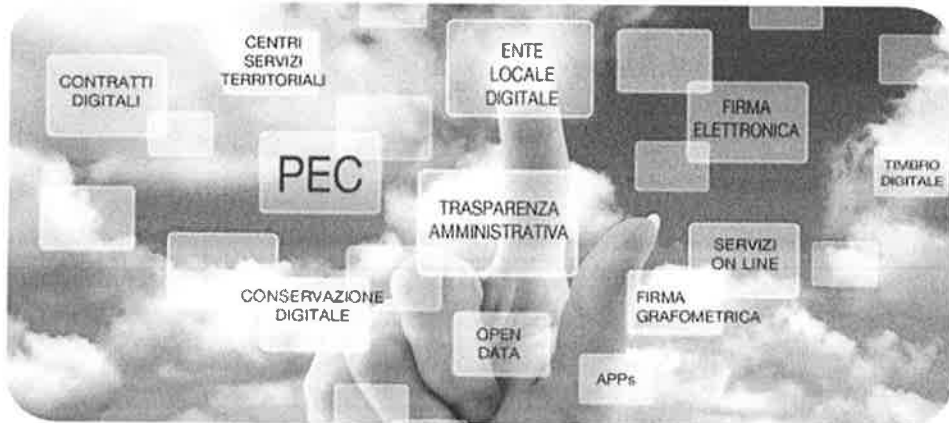 CENTRI
SERVIZI
TERRITORIALI
ENTE
LOCALE
DIGITALE
CONTRATTI
DIGITALI
FIRMA
ELETTRONICA
PEC
TIMBRO
DIGITALE
TRASPARENZA
AMMINISTRATIVA
SERVIZI
ON LINE
CONSERVAZIONE
DIGITALE
FIRMA
GRAFOMETRICA
OPEN
DATA
APPs